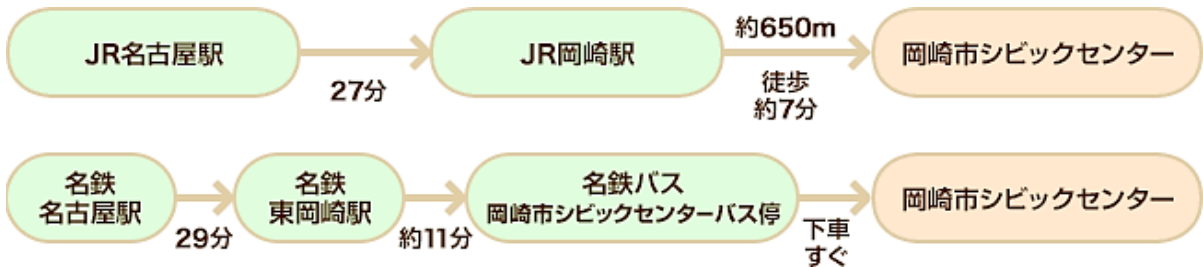 JR名古屋駅
27分
JR岡崎駅
約650m
徒歩
約7分
岡崎市シビックセンター
名鉄
名古屋駅
29分
名鉄
東岡崎駅
約11分
名鉄バス
岡崎市シビックセンターバス停
下車
すぐ
岡崎市シビックセンター